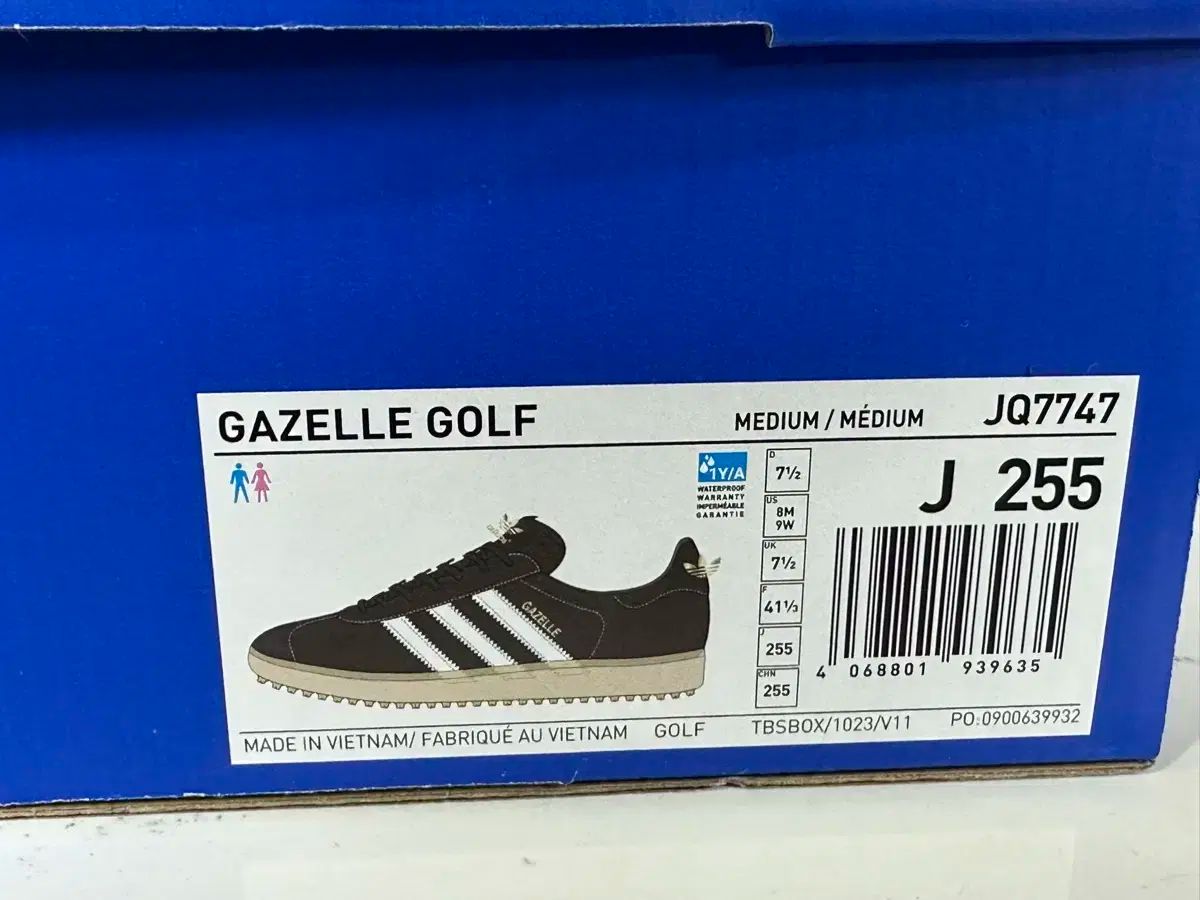 GAZELLE GOLF
MEDIUM / MÉDIUM
JQ7747
1Y/A
WATERPROOF
WARRANTY
IMPERMÉABLE
GARANTIE
D
7½
US
8M
9W
UK
7½
F
41⅓
J
255
CHN
255
J 255
GAZELLE
4 068801 939635
MADE IN VIETNAM/ FABRIQUÉ AU VIETNAM
GOLF
TBSBOX/1023/V11
PO:0900639932